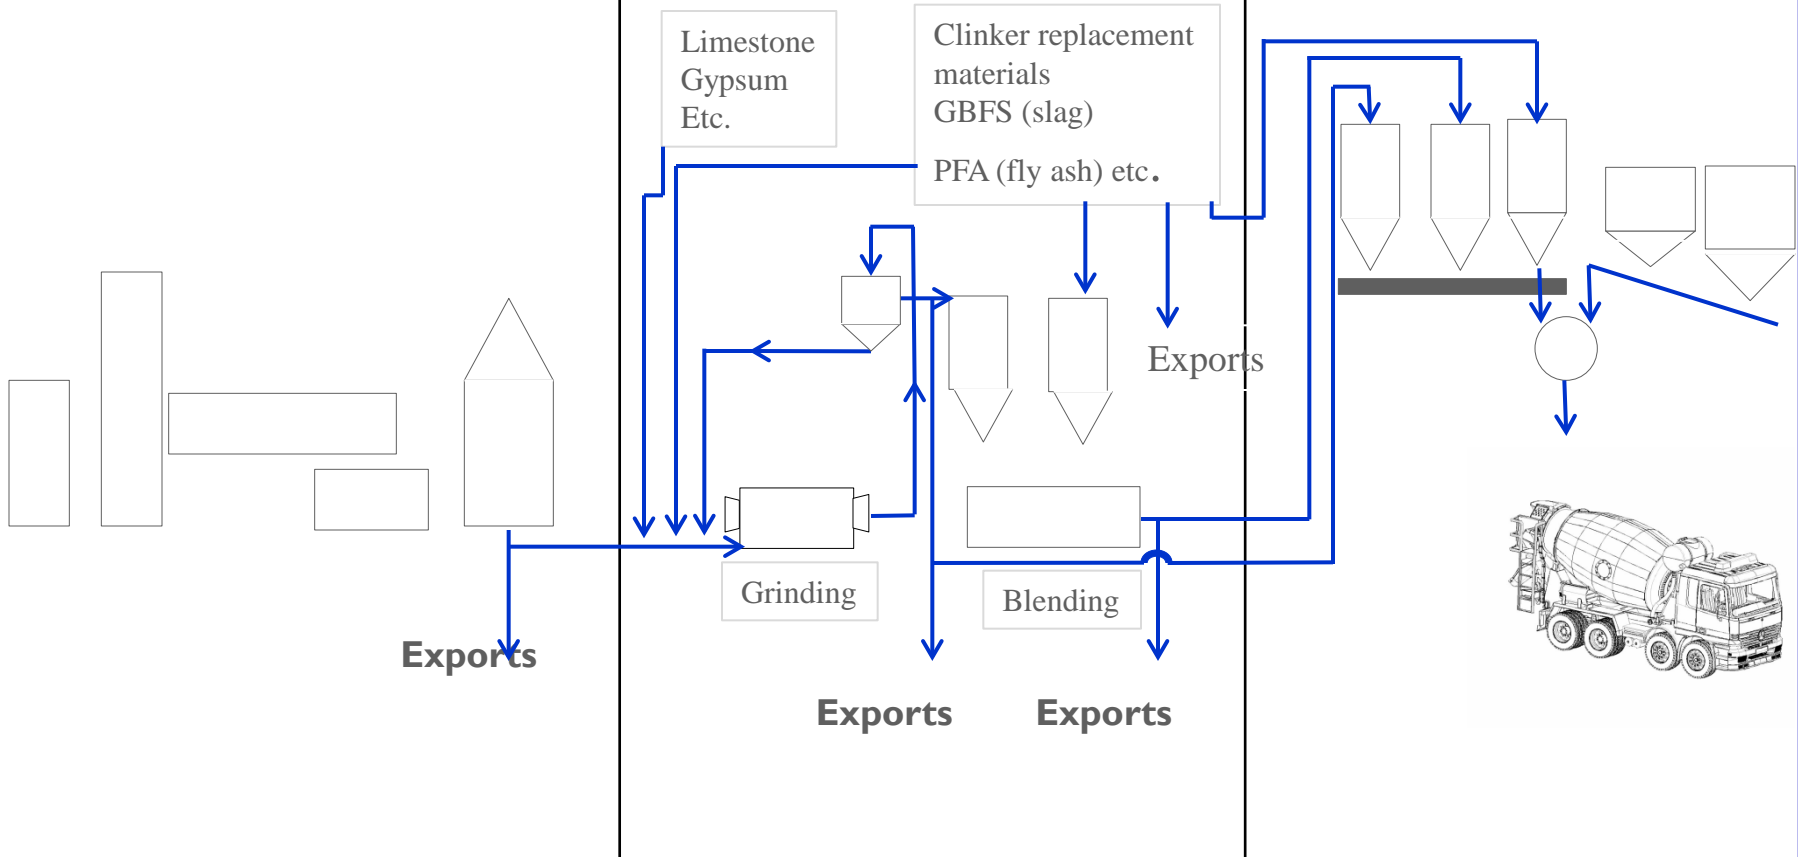 Limestone
Gypsum
Etc.
Clinker replacement
materials
GBFS (slag)
PFA (fly ash) etc.
Exports
Grinding
Blending
Exports
Exports
Exports